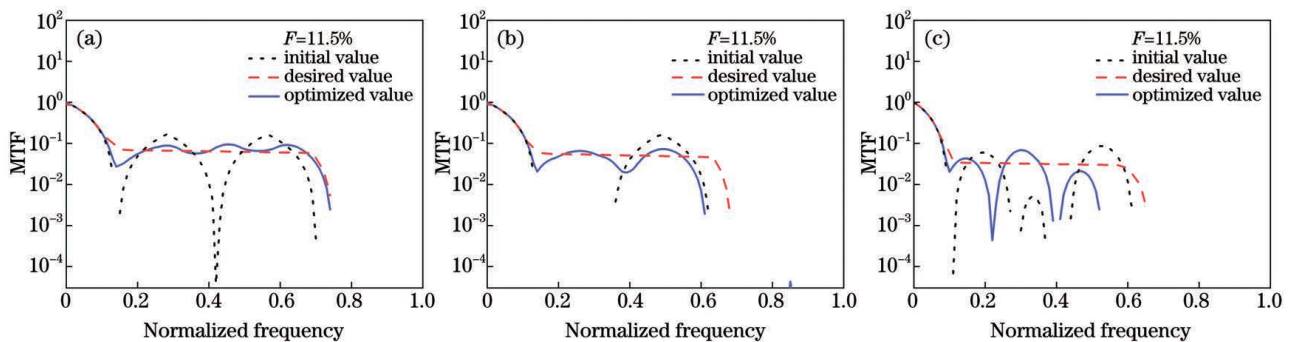 (a)
F=11.5%
initial value
desired value
optimized value
10²
10¹
10⁰
10⁻¹
10⁻²
10⁻³
10⁻⁴
MTF
0 0.2 0.4 0.6 0.8 1.0
Normalized frequency
(b)
F=11.5%
initial value
desired value
optimized value
10²
10¹
10⁰
10⁻¹
10⁻²
10⁻³
10⁻⁴
MTF
0 0.2 0.4 0.6 0.8 1.0
Normalized frequency
(c)
F=11.5%
initial value
desired value
optimized value
10²
10¹
10⁰
10⁻¹
10⁻²
10⁻³
10⁻⁴
MTF
0 0.2 0.4 0.6 0.8 1.0
Normalized frequency